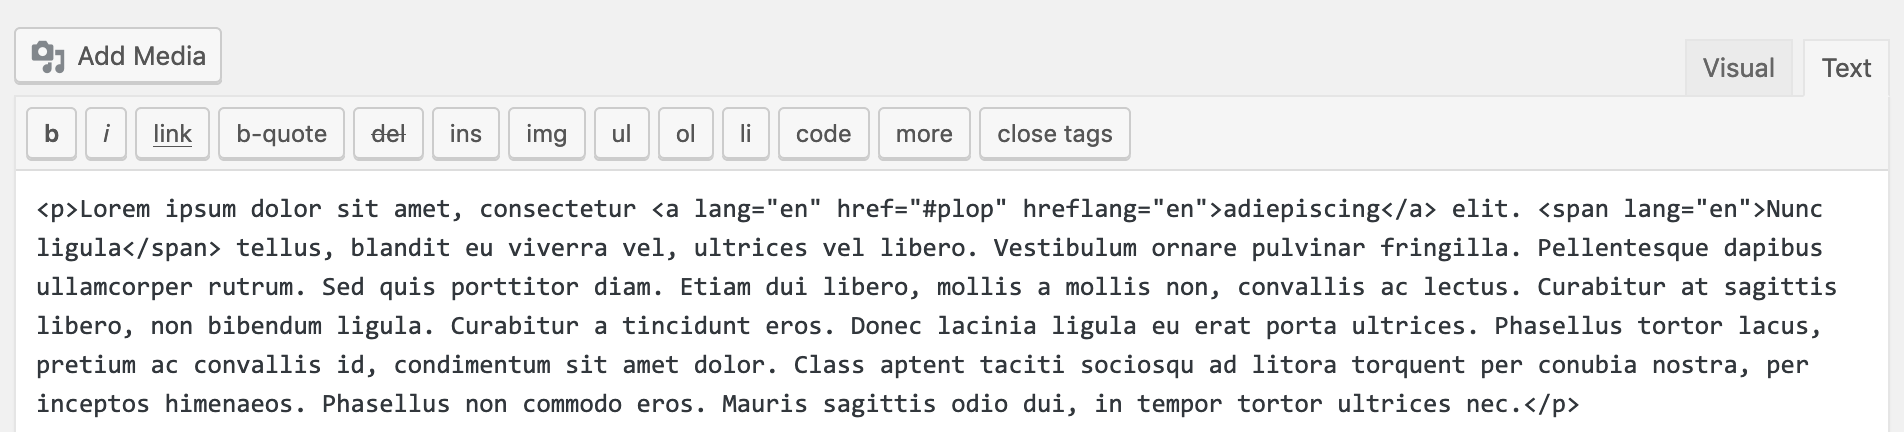 Add Media
Visual Text
b i link b-quote del ins img ul ol li code more close tags
<p>Lorem ipsum dolor sit amet, consectetur <a lang="en" href="#plop" hreflang="en">adiepiscing</a> elit. <span lang="en">Nunc
ligula</span> tellus, blandit eu viverra vel, ultrices vel libero. Vestibulum ornare pulvinar fringilla. Pellentesque dapibus
ullamcorper rutrum. Sed quis porttitor diam. Etiam dui libero, mollis a mollis non, convallis ac lectus. Curabitur at sagittis
libero, non bibendum ligula. Curabitur a tincidunt eros. Donec lacinia ligula eu erat porta ultrices. Phasellus tortor lacus,
pretium ac convallis id, condimentum sit amet dolor. Class aptent taciti sociosqu ad litora torquent per conubia nostra, per
inceptos himenaeos. Phasellus non commodo eros. Mauris sagittis odio dui, in tempor tortor ultrices nec.</p>